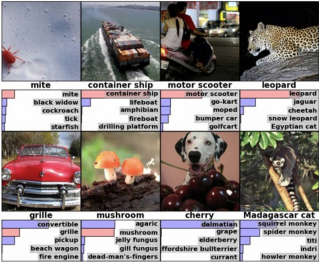 mite
container ship
motor scooter
leopard
mite
black widow
cockroach
tick
starfish
container ship
lifeboat
amphibian
fireboat
drilling platform
motor scooter
go-kart
moped
bumper car
golfcart
leopard
jaguar
cheetah
snow leopard
Egyptian cat
grille
mushroom
cherry
Madagascar cat
convertible
grille
pickup
beach wagon
fire engine
agaric
mushroom
jelly fungus
gill fungus
dead-man's-fingers
dalmatian
grape
elderberry
ffordshire bullterrier
currant
squirrel monkey
spider monkey
titi
indri
howler monkey